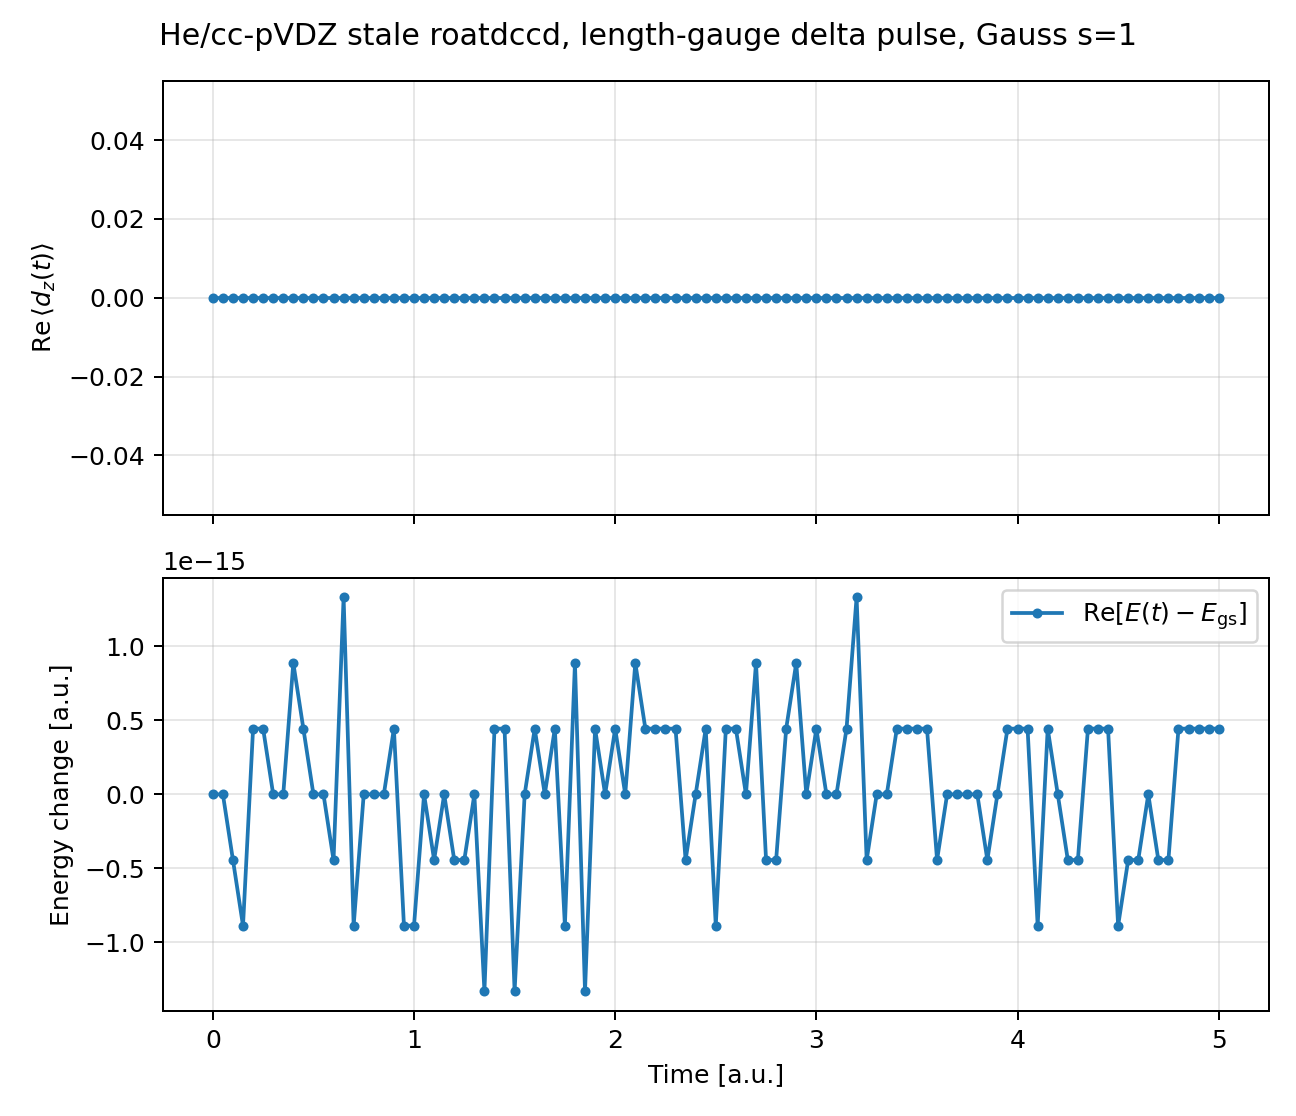 He/cc-pVDZ stale roatdccd, length-gauge delta pulse, Gauss s=1
Re⟨d_z(t)⟩
0.04
0.02
0.00
−0.02
−0.04
1e−15
Re[E(t) − E_gs]
Energy change [a.u.]
1.0
0.5
0.0
−0.5
−1.0
0 1 2 3 4 5
Time [a.u.]